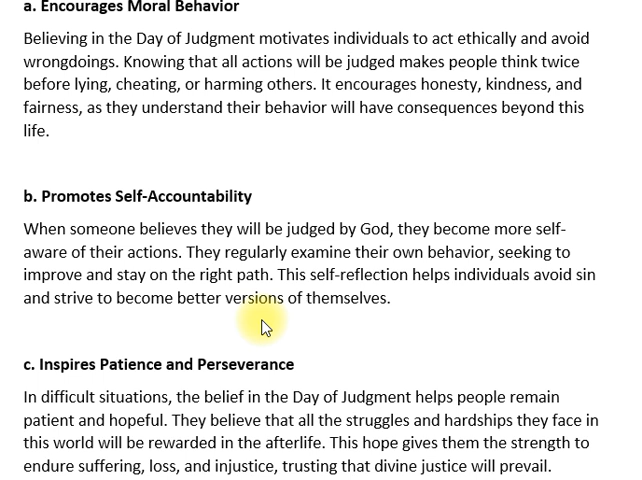 a. Encourages Moral Behavior
Believing in the Day of Judgment motivates individuals to act ethically and avoid
wrongdoings. Knowing that all actions will be judged makes people think twice
before lying, cheating, or harming others. It encourages honesty, kindness, and
fairness, as they understand their behavior will have consequences beyond this
life.
b. Promotes Self-Accountability
When someone believes they will be judged by God, they become more self-
aware of their actions. They regularly examine their own behavior, seeking to
improve and stay on the right path. This self-reflection helps individuals avoid sin
and strive to become better versions of themselves.
c. Inspires Patience and Perseverance
In difficult situations, the belief in the Day of Judgment helps people remain
patient and hopeful. They believe that all the struggles and hardships they face in
this world will be rewarded in the afterlife. This hope gives them the strength to
endure suffering, loss, and injustice, trusting that divine justice will prevail.